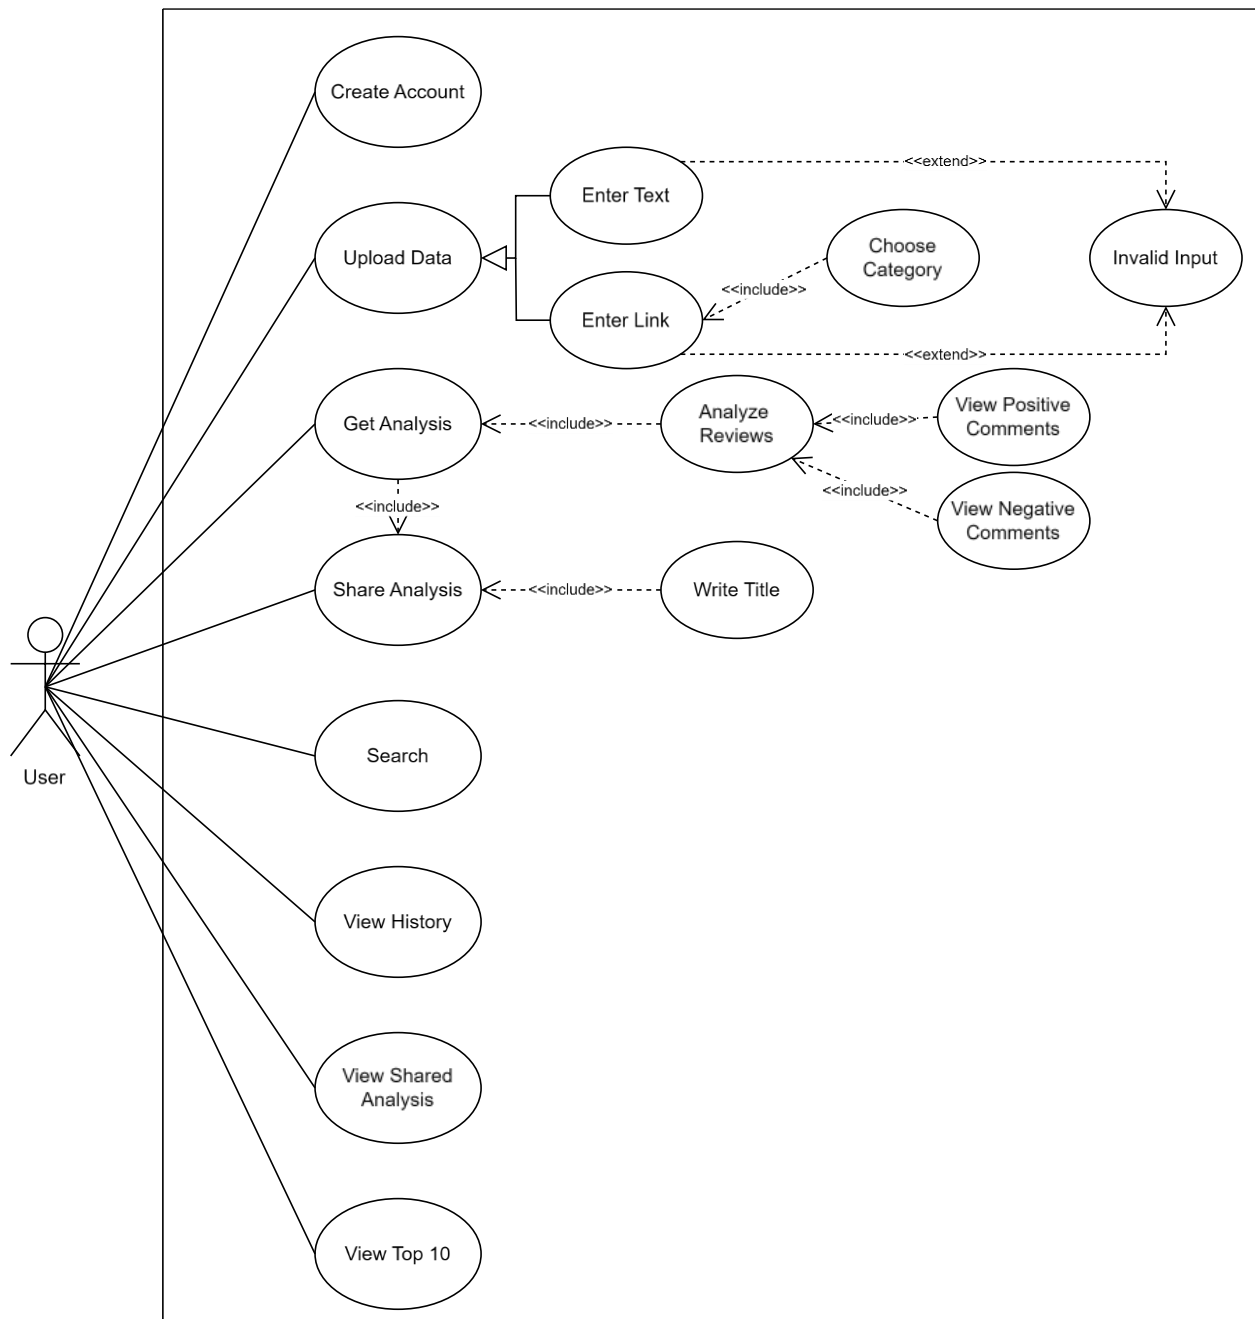 Create Account
<<extend>>
Enter Text
Choose
Category
Upload Data
Invalid Input
<<include>>
Enter Link
<<extend>>
Get Analysis
<<include>>
Analyze
Reviews
<<include>>
View Positive
Comments
<<include>>
<<include>>
View Negative
Comments
Share Analysis
<<include>>
Write Title
User
Search
View History
View Shared
Analysis
View Top 10